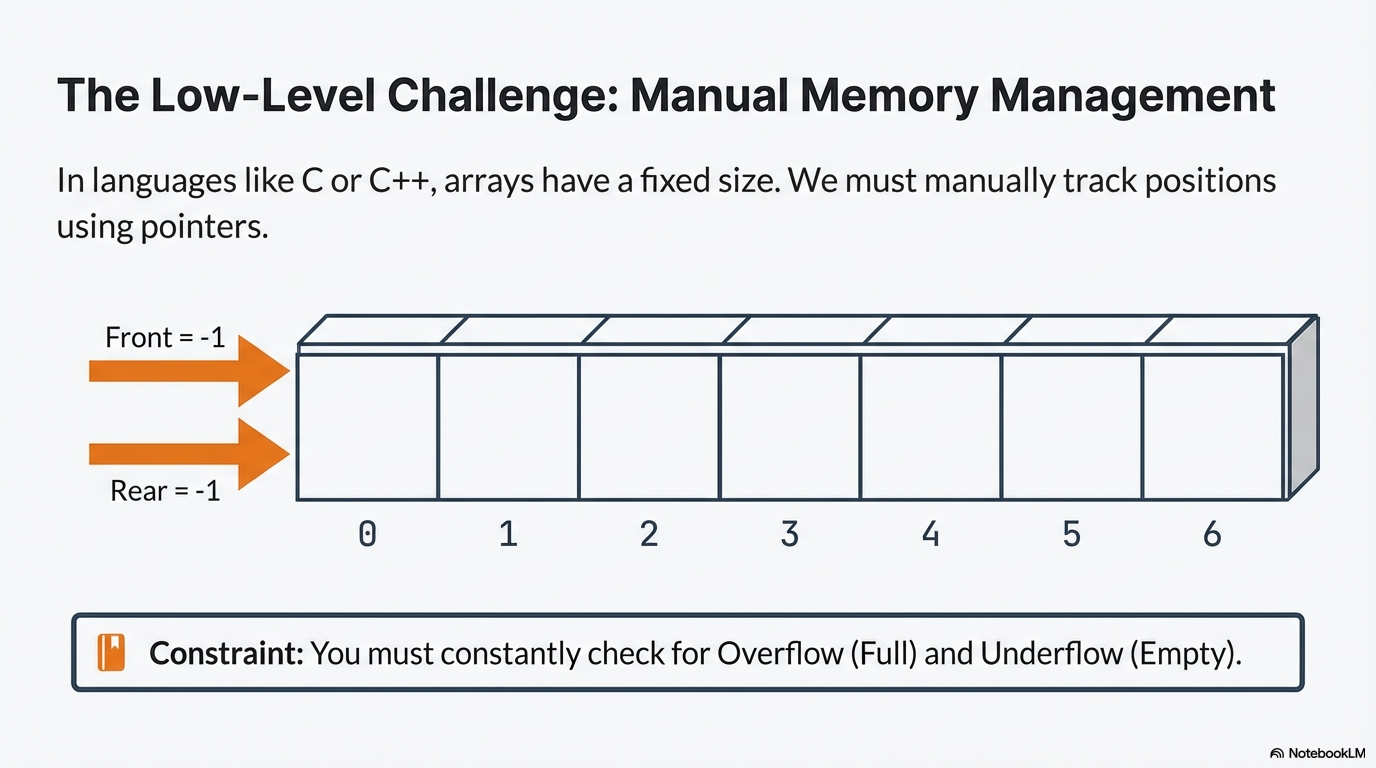 The Low-Level Challenge: Manual Memory Management
In languages like C or C++, arrays have a fixed size. We must manually track positions
using pointers.
Front = -1
Rear = -1
0 1 2 3 4 5 6
Constraint: You must constantly check for Overflow (Full) and Underflow (Empty).
NotebookLM